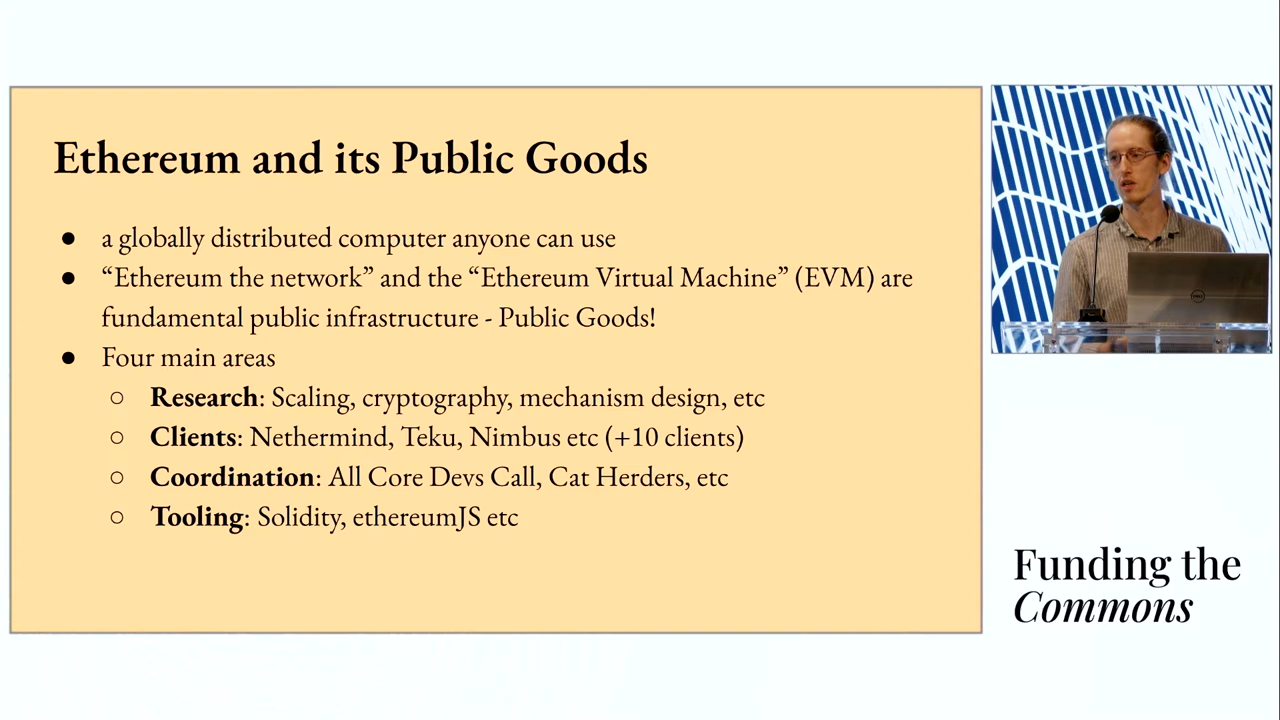 Ethereum and its Public Goods
● a globally distributed computer anyone can use
● “Ethereum the network” and the “Ethereum Virtual Machine” (EVM) are
fundamental public infrastructure - Public Goods!
● Four main areas
○ Research: Scaling, cryptography, mechanism design, etc
○ Clients: Nethermind, Teku, Nimbus etc (+10 clients)
○ Coordination: All Core Devs Call, Cat Herders, etc
○ Tooling: Solidity, ethereumJS etc
DELL
Funding the
Commons